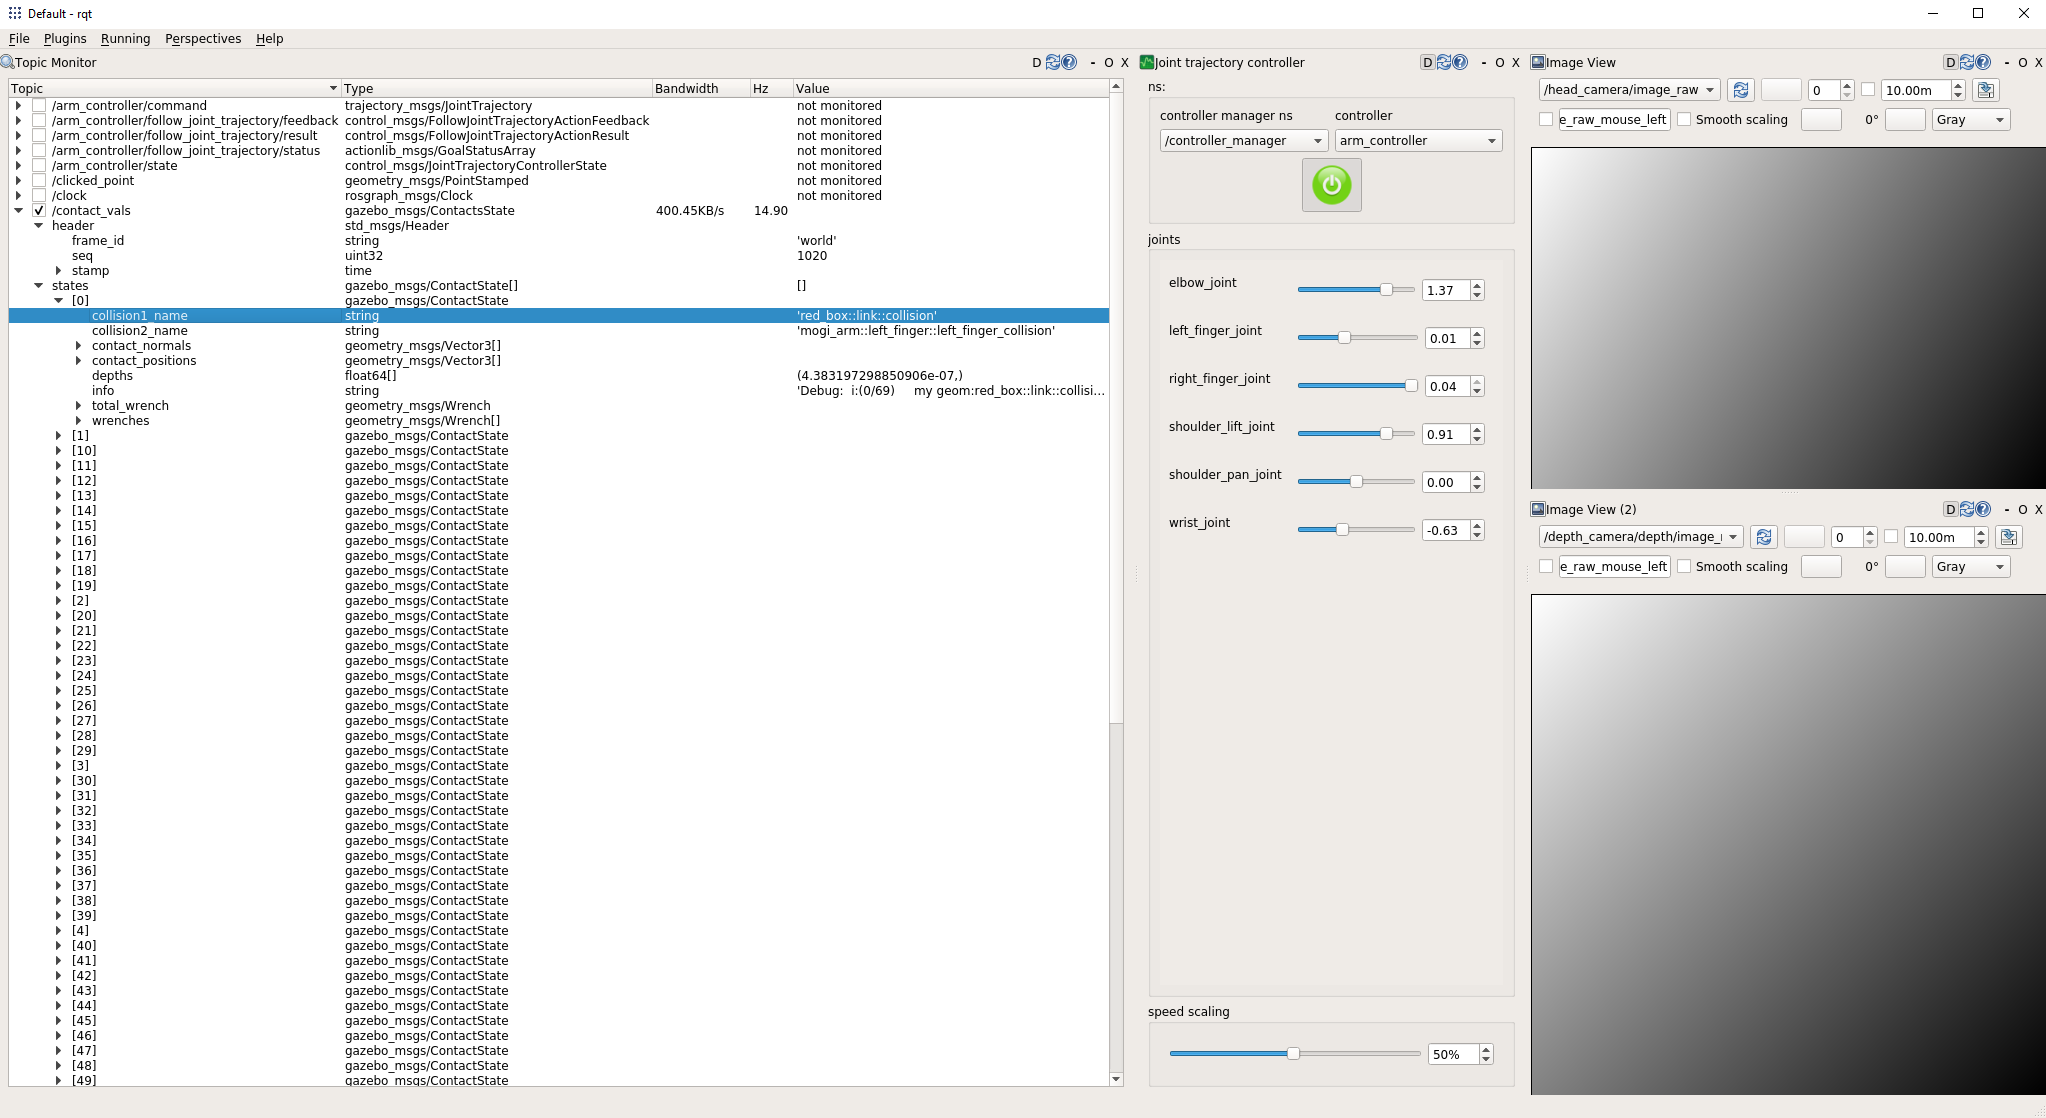 Default - rqt
File Plugins Running Perspectives Help
Topic Monitor D - O X
Topic Type Bandwidth Hz Value
/arm_controller/command trajectory_msgs/JointTrajectory not monitored
/arm_controller/follow_joint_trajectory/feedback control_msgs/FollowJointTrajectoryActionFeedback not monitored
/arm_controller/follow_joint_trajectory/result control_msgs/FollowJointTrajectoryActionResult not monitored
/arm_controller/follow_joint_trajectory/status actionlib_msgs/GoalStatusArray not monitored
/arm_controller/state control_msgs/JointTrajectoryControllerState not monitored
/clicked_point geometry_msgs/PointStamped not monitored
/clock rosgraph_msgs/Clock not monitored
/contact_vals gazebo_msgs/ContactsState 400.45KB/s 14.90
header std_msgs/Header
frame_id string 'world'
seq uint32 1020
stamp time
states gazebo_msgs/ContactState[] []
[0] gazebo_msgs/ContactState
collision1_name string 'red_box::link::collision'
collision2_name string 'mogi_arm::left_finger::left_finger_collision'
contact_normals geometry_msgs/Vector3[]
contact_positions geometry_msgs/Vector3[]
depths float64[] (4.383197298850906e-07,)
info string 'Debug: i:(0/69) my geom:red_box::link::collisi...
total_wrench geometry_msgs/Wrench
wrenches geometry_msgs/Wrench[]
[1] gazebo_msgs/ContactState
[10] gazebo_msgs/ContactState
[11] gazebo_msgs/ContactState
[12] gazebo_msgs/ContactState
[13] gazebo_msgs/ContactState
[14] gazebo_msgs/ContactState
[15] gazebo_msgs/ContactState
[16] gazebo_msgs/ContactState
[17] gazebo_msgs/ContactState
[18] gazebo_msgs/ContactState
[19] gazebo_msgs/ContactState
[2] gazebo_msgs/ContactState
[20] gazebo_msgs/ContactState
[21] gazebo_msgs/ContactState
[22] gazebo_msgs/ContactState
[23] gazebo_msgs/ContactState
[24] gazebo_msgs/ContactState
[25] gazebo_msgs/ContactState
[26] gazebo_msgs/ContactState
[27] gazebo_msgs/ContactState
[28] gazebo_msgs/ContactState
[29] gazebo_msgs/ContactState
[3] gazebo_msgs/ContactState
[30] gazebo_msgs/ContactState
[31] gazebo_msgs/ContactState
[32] gazebo_msgs/ContactState
[33] gazebo_msgs/ContactState
[34] gazebo_msgs/ContactState
[35] gazebo_msgs/ContactState
[36] gazebo_msgs/ContactState
[37] gazebo_msgs/ContactState
[38] gazebo_msgs/ContactState
[39] gazebo_msgs/ContactState
[4] gazebo_msgs/ContactState
[40] gazebo_msgs/ContactState
[41] gazebo_msgs/ContactState
[42] gazebo_msgs/ContactState
[43] gazebo_msgs/ContactState
[44] gazebo_msgs/ContactState
[45] gazebo_msgs/ContactState
[46] gazebo_msgs/ContactState
[47] gazebo_msgs/ContactState
[48] gazebo_msgs/ContactState
[49] gazebo_msgs/ContactState
Joint trajectory controller D - O X
ns:
controller manager ns controller
/controller_manager arm_controller
joints
elbow_joint 1.37
left_finger_joint 0.01
right_finger_joint 0.04
shoulder_lift_joint 0.91
shoulder_pan_joint 0.00
wrist_joint -0.63
speed scaling
50%
Image View D - O X
/head_camera/image_raw 0 10.00m
e_raw_mouse_left Smooth scaling 0° Gray
Image View (2) D - O X
/depth_camera/depth/image_ 0 10.00m
e_raw_mouse_left Smooth scaling 0° Gray